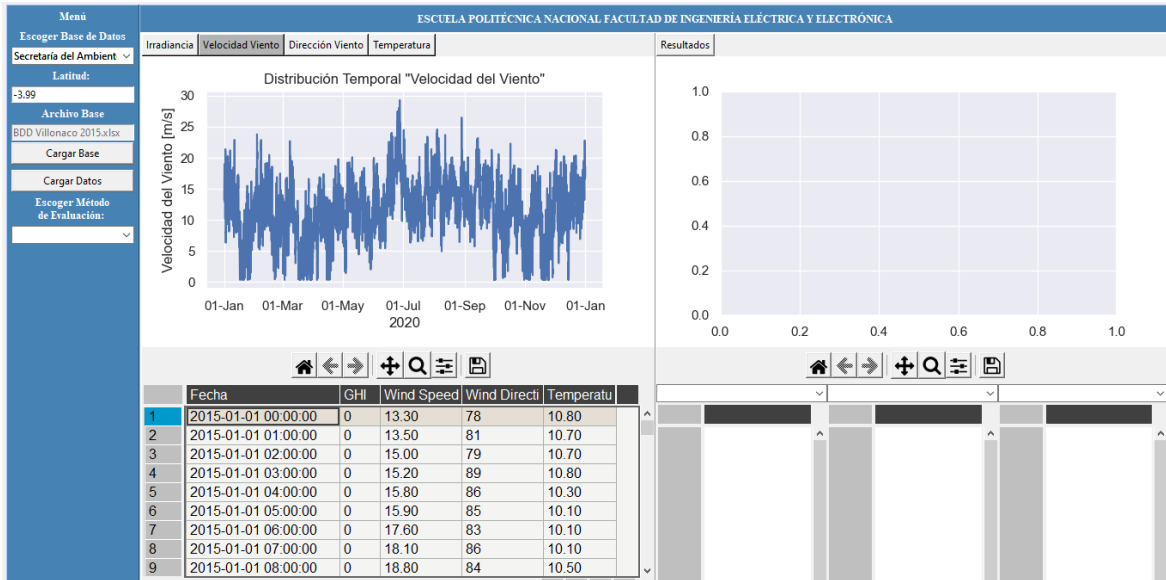 Menú
Escoger Base de Datos
Secretaría del Ambient
Latitud:
-3.99
Archivo Base
BDD Villonaco 2015.xlsx
Cargar Base
Cargar Datos
Escoger Método
de Evaluación:
ESCUELA POLITÉCNICA NACIONAL FACULTAD DE INGENIERÍA ELÉCTRICA Y ELECTRÓNICA
Irradiancia Velocidad Viento Dirección Viento Temperatura
Distribución Temporal "Velocidad del Viento"
Velocidad del Viento [m/s]
30
25
20
15
10
5
0
01-Jan 01-Mar 01-May 01-Jul 01-Sep 01-Nov 01-Jan
2020
Fecha GHI Wind Speed Wind Directi Temperatu
1 2015-01-01 00:00:00 0 13.30 78 10.80
2 2015-01-01 01:00:00 0 13.50 81 10.70
3 2015-01-01 02:00:00 0 15.00 79 10.70
4 2015-01-01 03:00:00 0 15.20 89 10.80
5 2015-01-01 04:00:00 0 15.80 86 10.30
6 2015-01-01 05:00:00 0 15.90 85 10.10
7 2015-01-01 06:00:00 0 17.60 83 10.10
8 2015-01-01 07:00:00 0 18.10 86 10.10
9 2015-01-01 08:00:00 0 18.80 84 10.50
Resultados
1.0
0.8
0.6
0.4
0.2
0.0
0.0 0.2 0.4 0.6 0.8 1.0